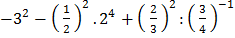 −3² − (1/2)² . 2⁴ + (2/3)² : (3/4)⁻¹